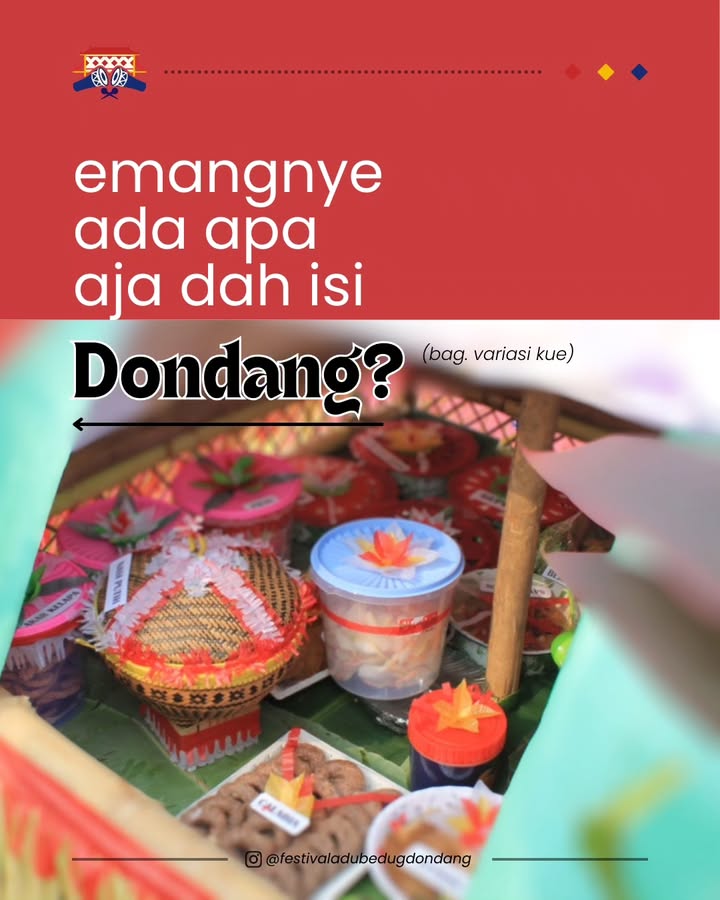 emangnye
ada apa
aja dah isi
Dondang?
(bag. variasi kue)
@festivaladubedugdondang